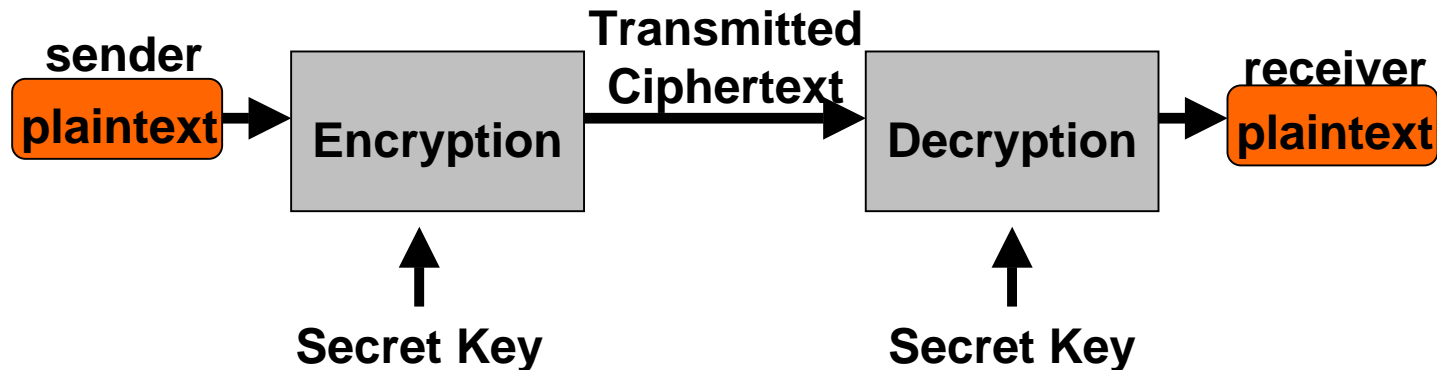 sender
plaintext
Encryption
Transmitted
Ciphertext
Decryption
receiver
plaintext
Secret Key
Secret Key